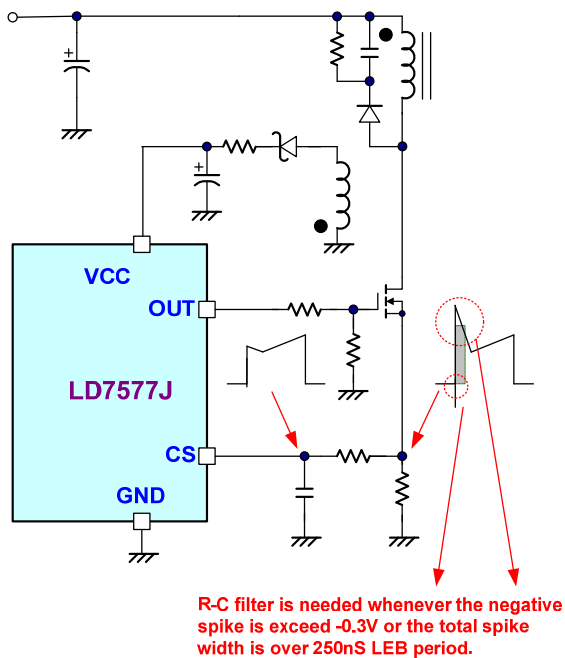 +
+
VCC
OUT
LD7577J
CS
GND
R-C filter is needed whenever the negative
spike is exceed -0.3V or the total spike
width is over 250nS LEB period.